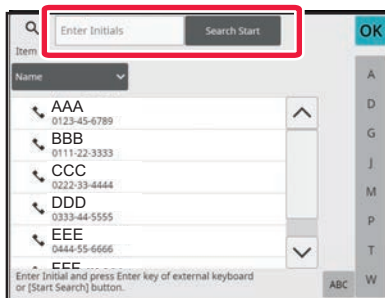 Enter Initials Search Start OK
Item
Name A
AAA D
0123-45-6789
BBB G
0111-22-3333
CCC J
0222-33-4444 M
DDD
0333-44-5555 P
EEE
0444-55-6666 T
Enter Initial and press Enter key of external keyboard
or [Start Search] button. ABC W